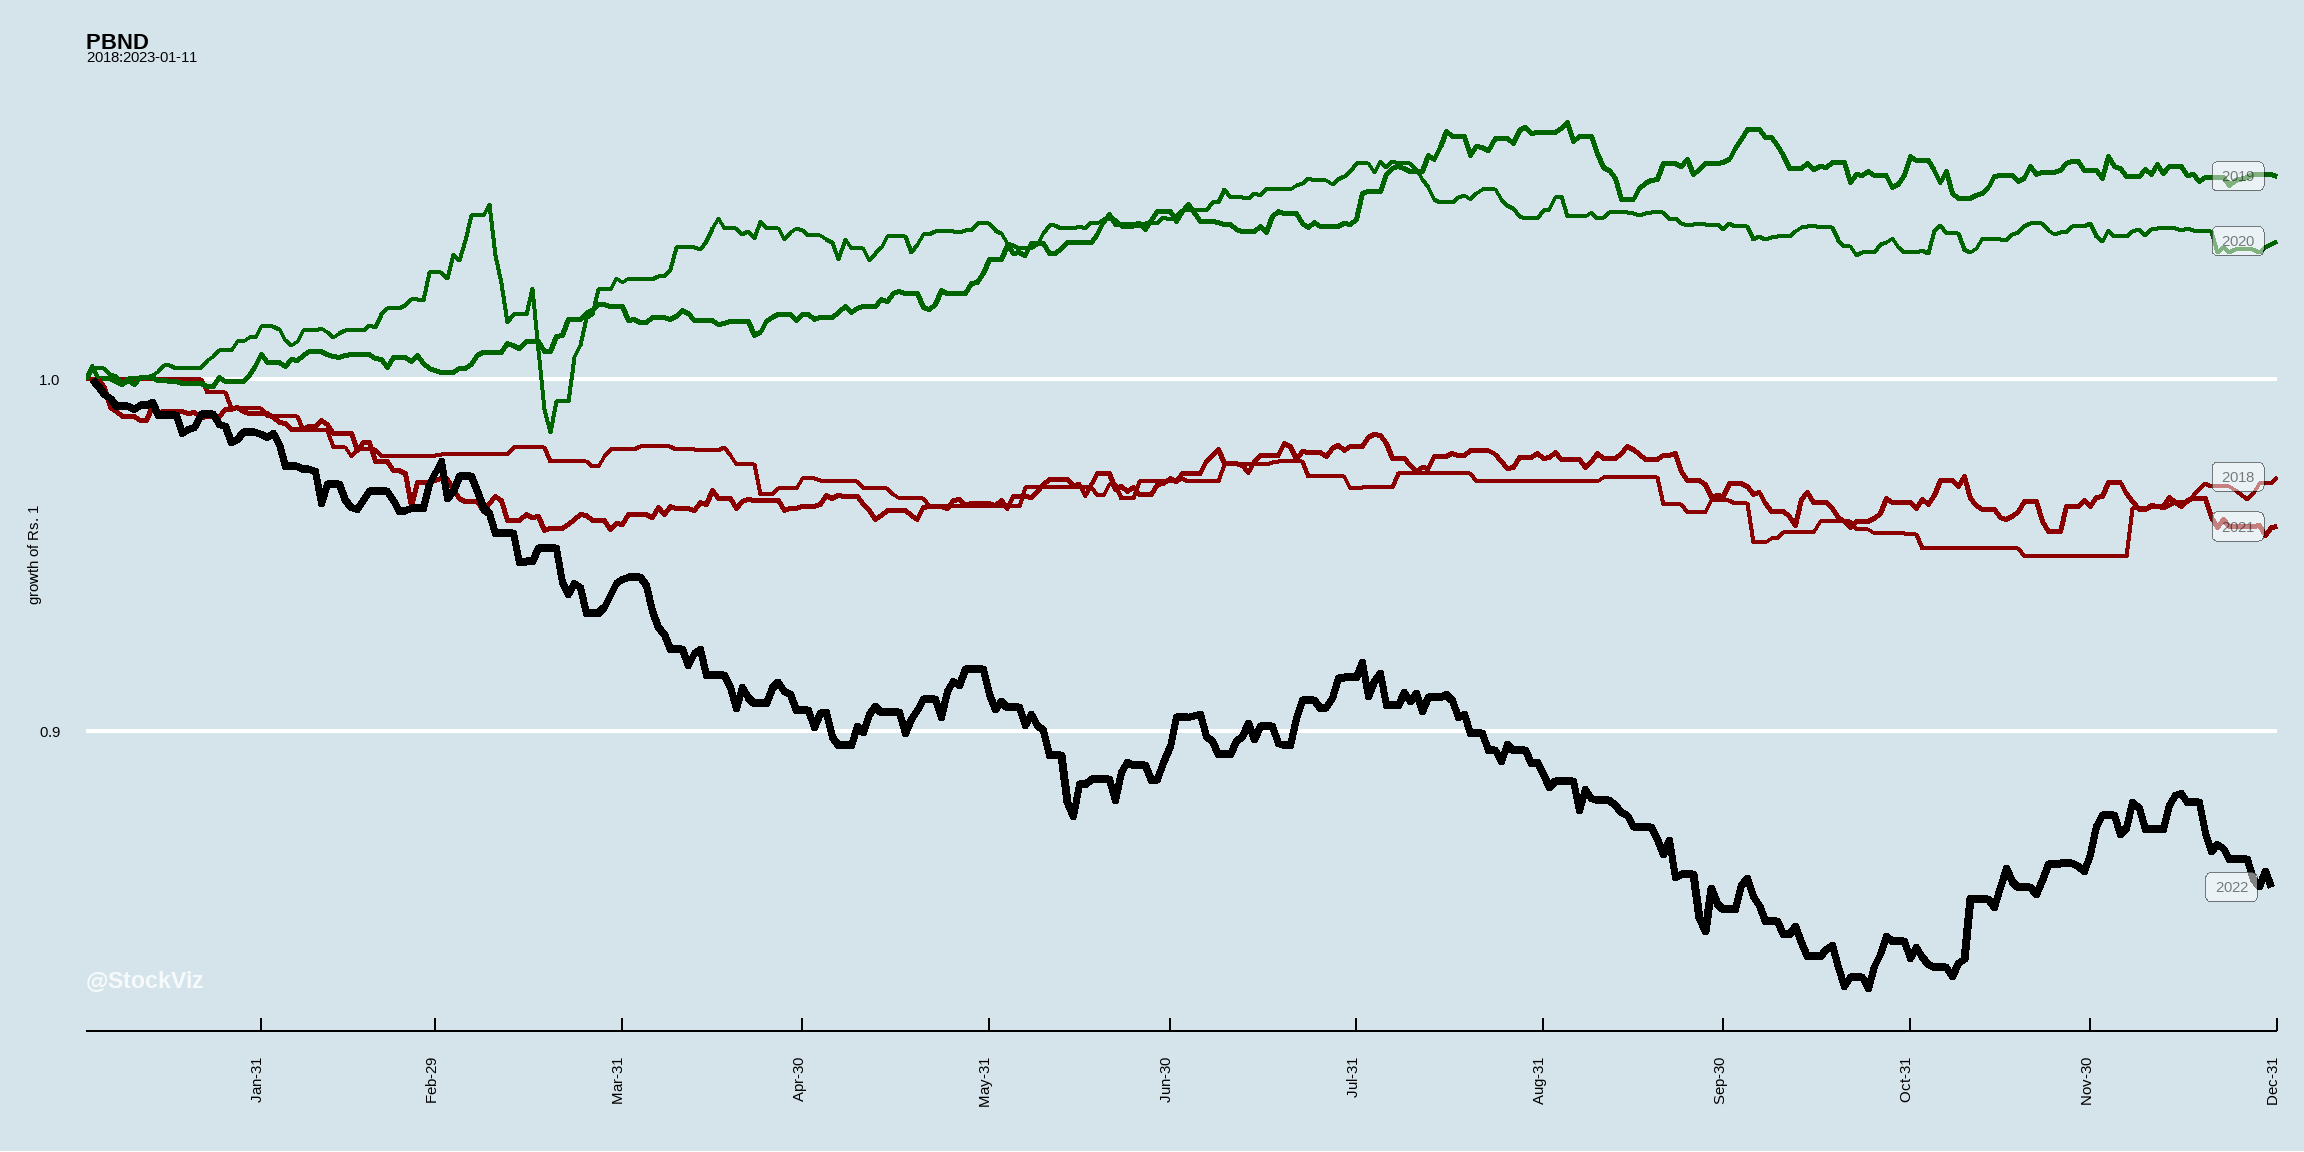 PBND
2018:2023-01-11
2019
2020
1.0
2018
growth of Rs. 1
2021
0.9
2022
@StockViz
Jan-31
Feb-29
Mar-31
Apr-30
May-31
Jun-30
Jul-31
Aug-31
Sep-30
Oct-31
Nov-30
Dec-31